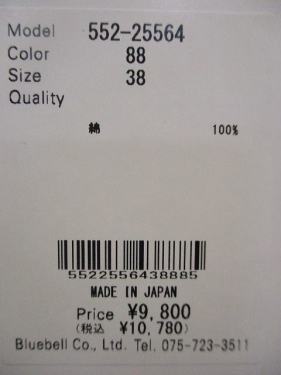 Model 552-25564
Color 88
Size 38
Quality
綿 100%
5522556438885
MADE IN JAPAN
Price ¥9,800
(税込 ¥10,780)
Bluebell Co., Ltd. Tel. 075-723-3511